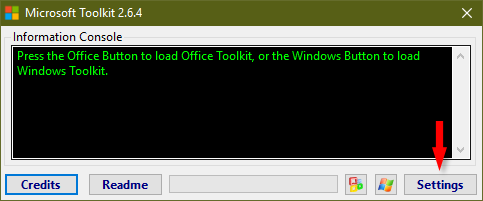 Microsoft Toolkit 2.6.4
Information Console
Press the Office Button to load Office Toolkit, or the Windows Button to load
Windows Toolkit.
Credits Readme Settings